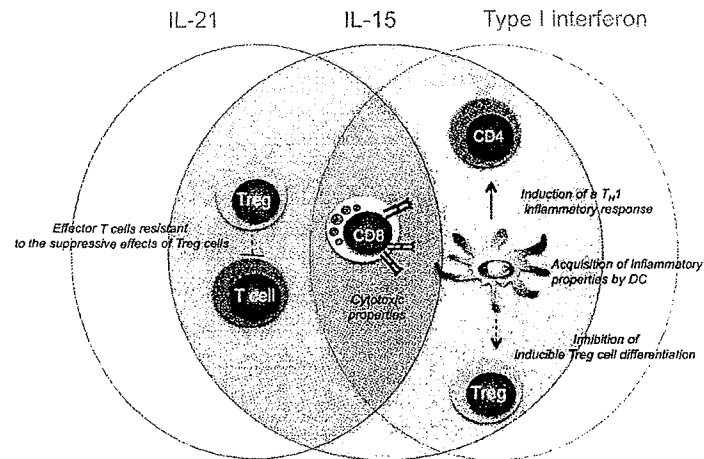 IL-21
IL-15
Type I interferon
CD4
Induction of a TH1
Inflammatory response
Treg
Effector T cells resistant
to the suppressive effects of Treg cells
CD8
T cell
Cytotoxic
properties
Acquisition of Inflammatory
properties by DC
Inhibition of
Inducible Treg cell differentiation
Treg